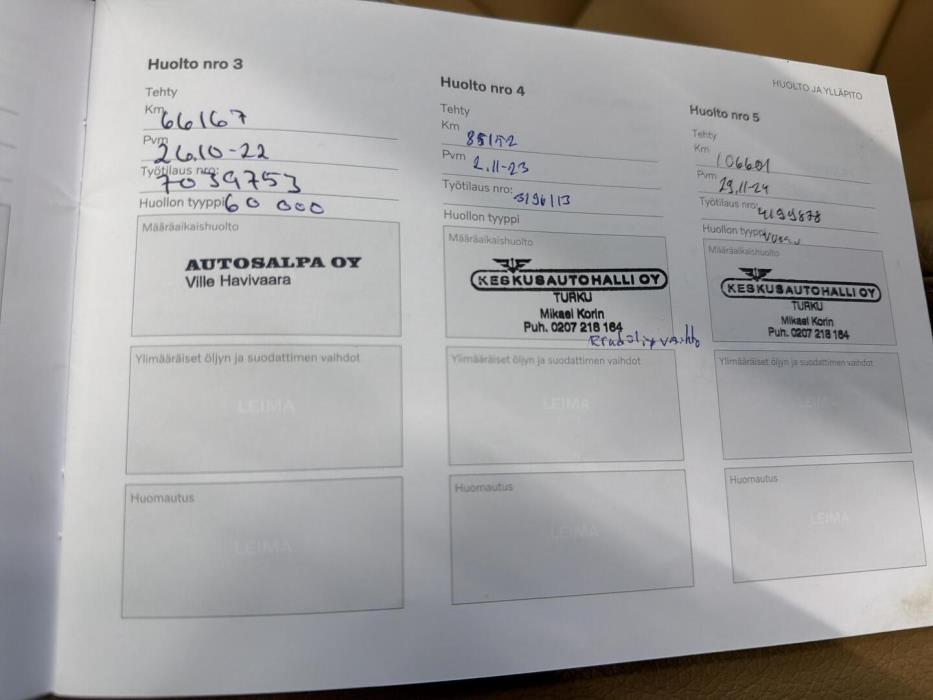 HUOLTO JA YLLÄPITO
Huolto nro 3
Tehty
Km 66167
Pvm 26.10-22
Työtilaus nro: 7039753
Huollon tyyppi 60 000
Määräaikaishuolto
AUTOSALPA OY
Ville Havivaara
Ylimääräiset öljyn ja suodattimen vaihdot
LEIMA
Huomautus
LEIMA
Huolto nro 4
Tehty
Km 85152
Pvm 2.11-23
Työtilaus nro: 3196113
Huollon tyyppi
Määräaikaishuolto
KESKUSAUTOHALLI OY
TURKU
Mikael Korin
Puh. 0207 218 164
Ylimääräiset öljyn ja suodattimen vaihdot
LEIMA
Huomautus
LEIMA
Huolto nro 5
Tehty
Km 106601
Pvm 29.11-24
Työtilaus nro: 4199878
Huollon tyyppi
Määräaikaishuolto
KESKUSAUTOHALLI OY
TURKU
Mikael Korin
Puh. 0207 218 164
Ylimääräiset öljyn ja suodattimen vaihdot
LEIMA
Huomautus
LEIMA